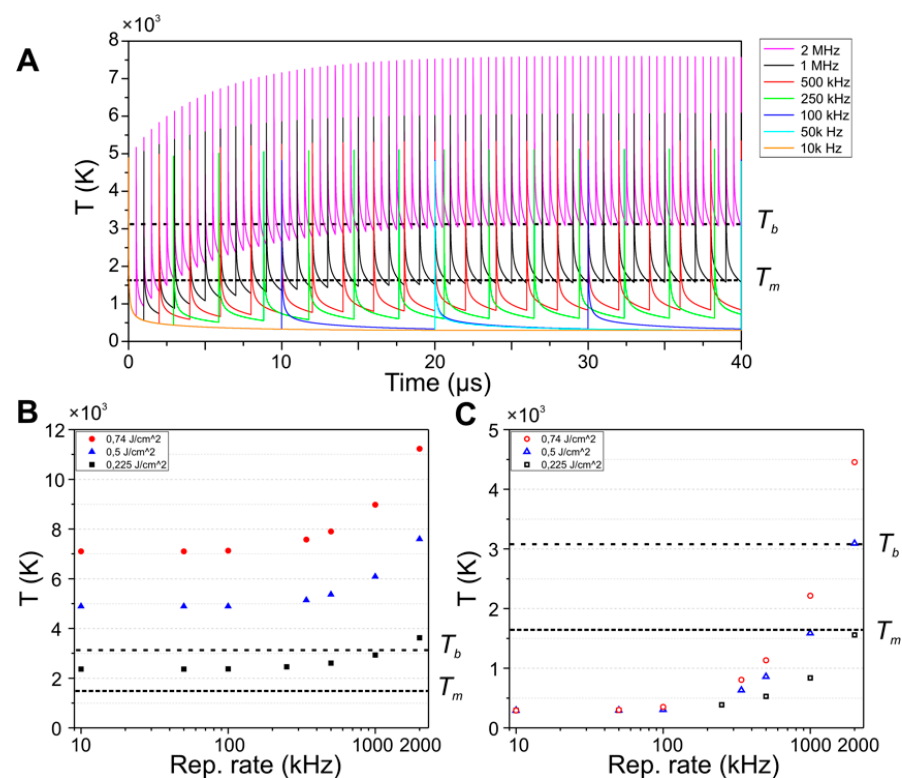 A
×10³
T (K)
8
7
6
5
4
3
2
1
0
0
10
20
30
40
Time (µs)
2 MHz
1 MHz
500 kHz
250 kHz
100 kHz
50k Hz
10k Hz
T_b
T_m
B
×10³
0,74 J/cm^2
0,5 J/cm^2
0,225 J/cm^2
T (K)
12
10
8
6
4
2
0
10
100
1000
2000
Rep. rate (kHz)
T_b
T_m
C
×10³
0,74 J/cm^2
0,5 J/cm^2
0,225 J/cm^2
T (K)
5
4
3
2
1
0
10
100
1000
2000
Rep. rate (kHz)
T_b
T_m